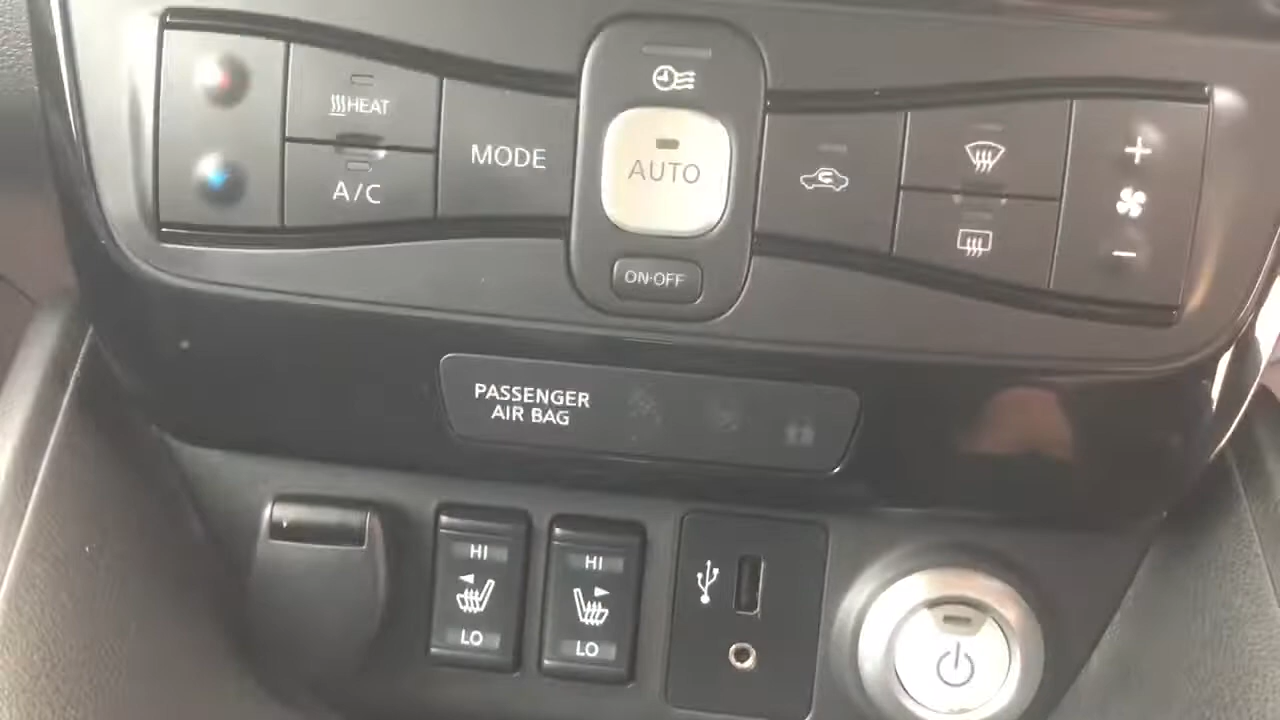 HEAT
A/C
MODE
AUTO
ON·OFF
+
−
PASSENGER
AIR BAG
HI
LO
HI
LO